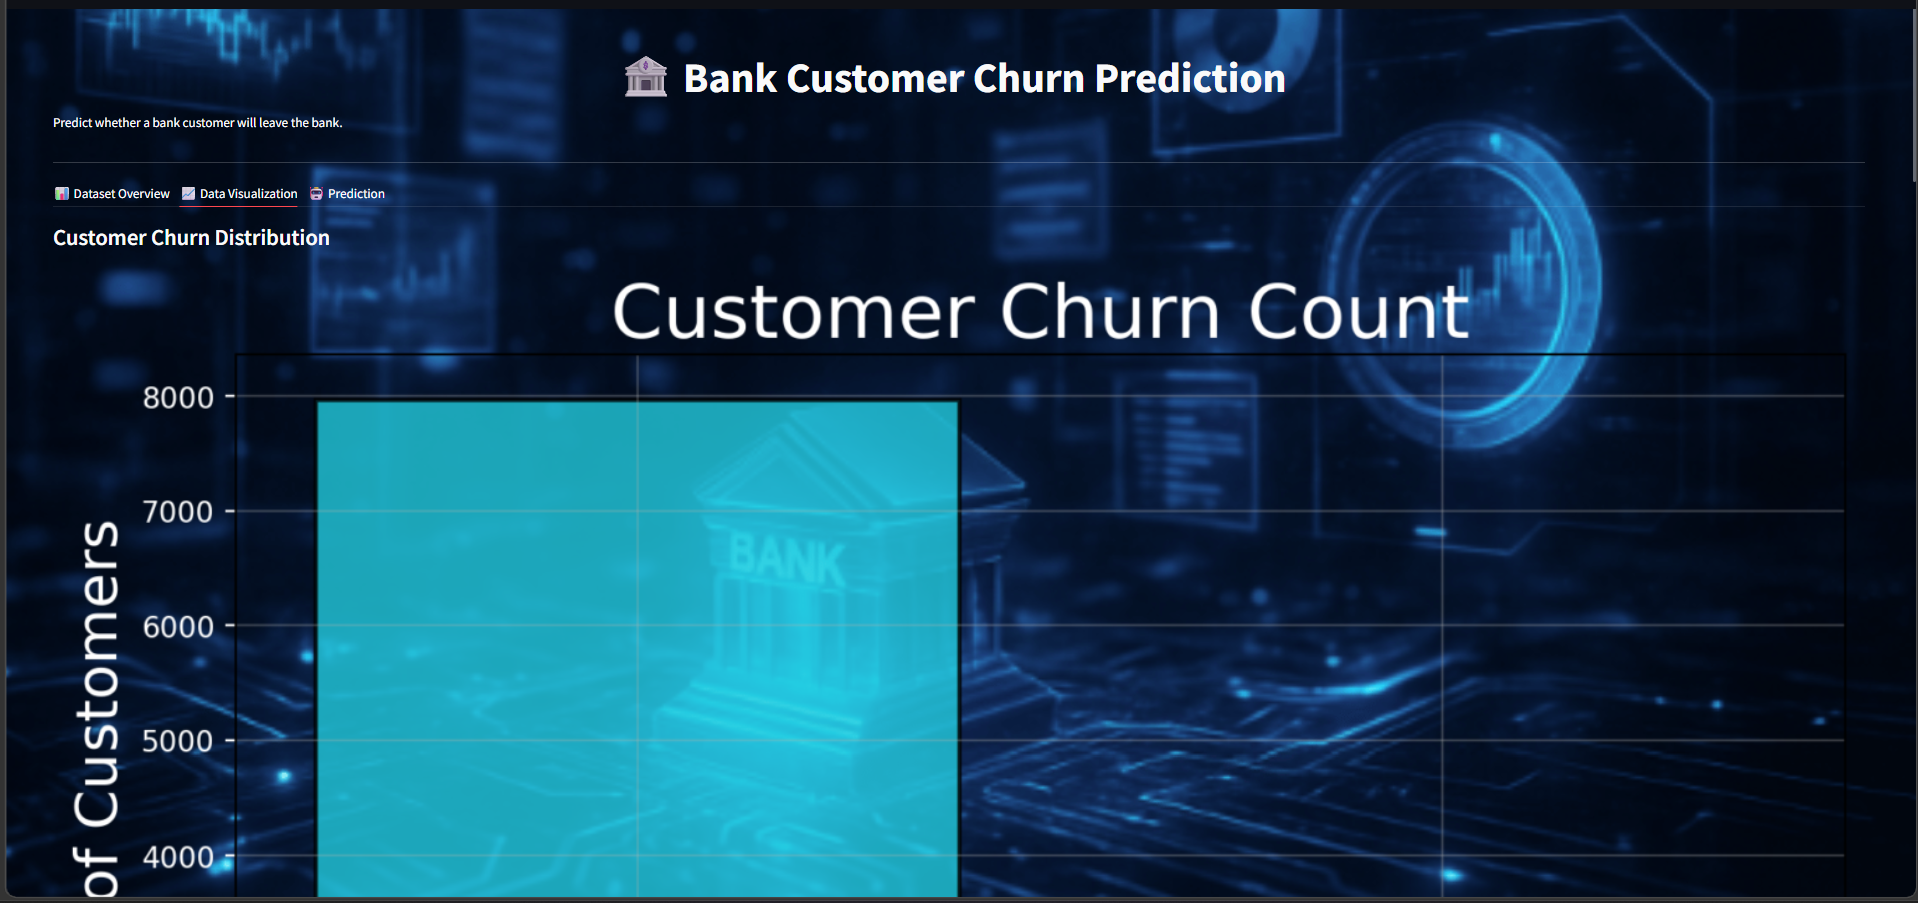 Bank Customer Churn Prediction
Predict whether a bank customer will leave the bank.
Dataset Overview
Data Visualization
Prediction
Customer Churn Distribution
Customer Churn Count
8000
7000
6000
5000
4000
of Customers
BANK